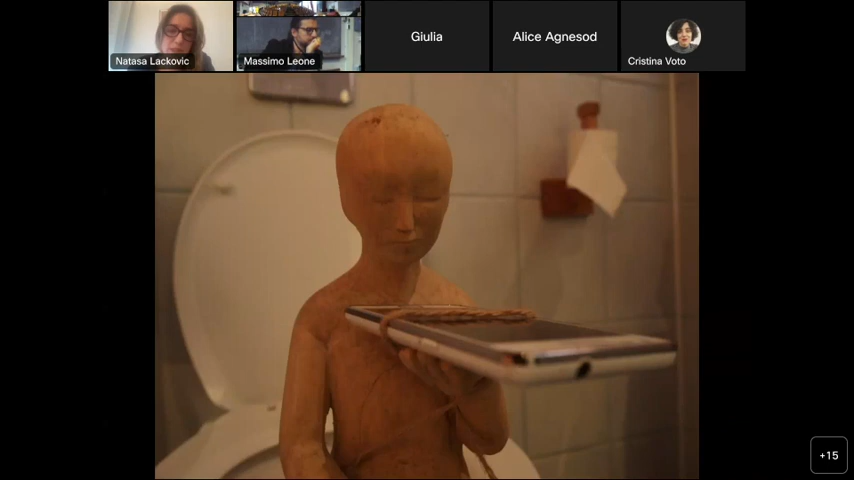 Natasa Lackovic
Massimo Leone
Giulia
Alice Agnesod
Cristina Voto
+15